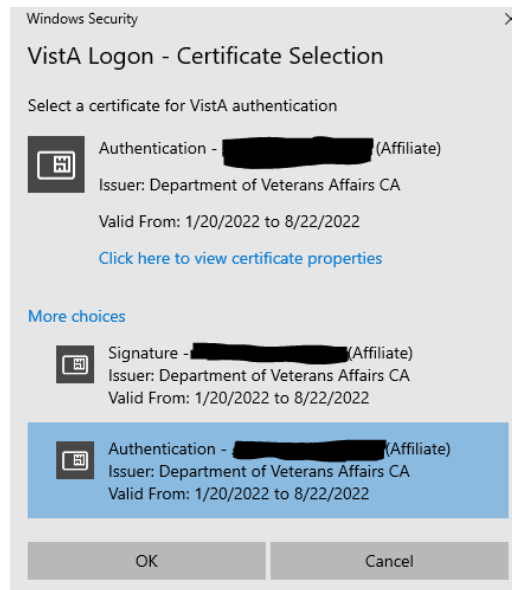 Windows Security
VistA Logon - Certificate Selection
Select a certificate for VistA authentication
Authentication - (Affiliate)
Issuer: Department of Veterans Affairs CA
Valid From: 1/20/2022 to 8/22/2022
Click here to view certificate properties
More choices
Signature - (Affiliate)
Issuer: Department of Veterans Affairs CA
Valid From: 1/20/2022 to 8/22/2022
Authentication - (Affiliate)
Issuer: Department of Veterans Affairs CA
Valid From: 1/20/2022 to 8/22/2022
OK Cancel